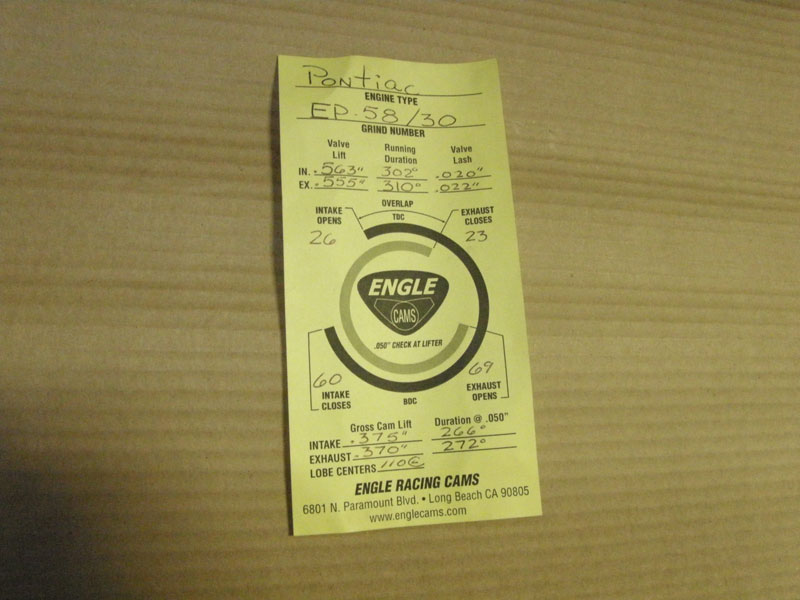 Pontiac
ENGINE TYPE
EP-58/30
GRIND NUMBER
Valve Lift Running Duration Valve Lash
IN. .563" 302° .020"
EX. .555" 310° .022"
OVERLAP
INTAKE OPENS TDC EXHAUST CLOSES
26 23
ENGLE
CAMS
.050" CHECK AT LIFTER
60 69
INTAKE CLOSES BDC EXHAUST OPENS
Gross Cam Lift Duration @ .050"
INTAKE .375" 266°
EXHAUST .370" 272°
LOBE CENTERS 110
ENGLE RACING CAMS
6801 N. Paramount Blvd. • Long Beach CA 90805
www.englecams.com